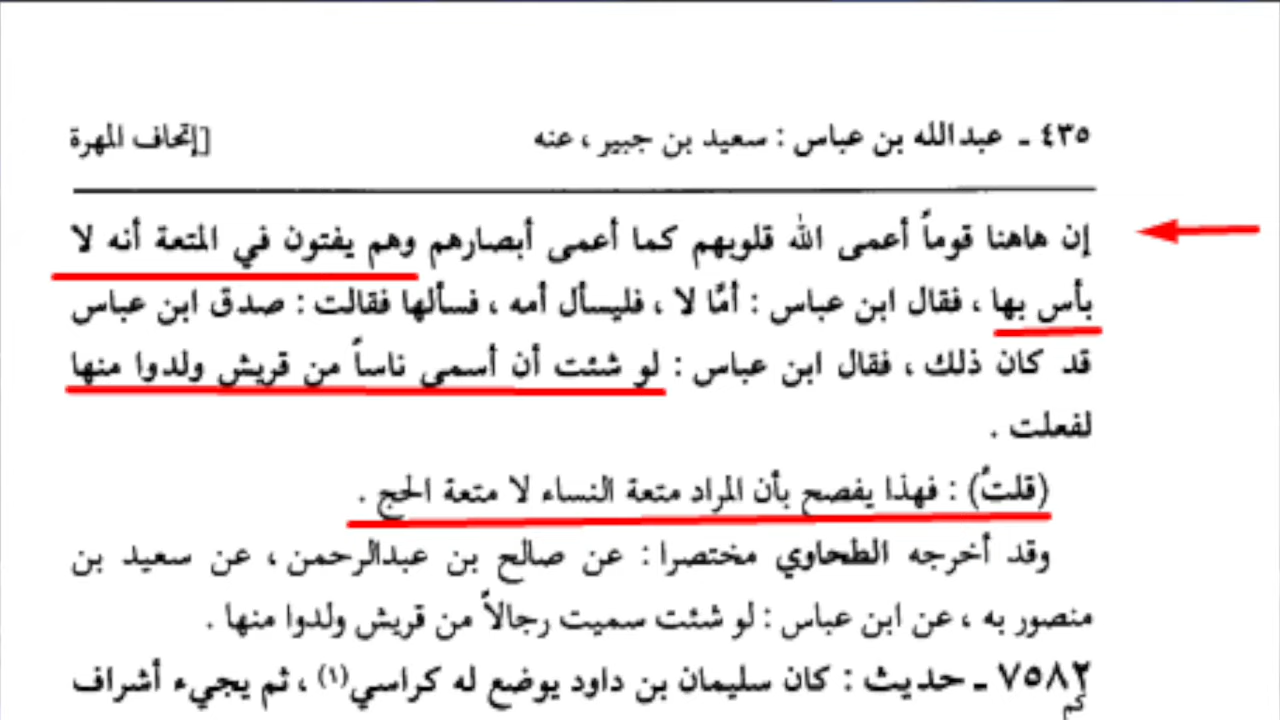 ٤٣٥ ـ عبدالله بن عباس : سعيد بن جبير ، عنه [إتحاف المهرة
إن هاهنا قوماً أعمى الله قلوبهم كما أعمى أبصارهم وهم يفتون في المتعة أنه لا
بأس بها ، فقال ابن عباس : أمَّا لا ، فليسأل أمه ، فسألها فقالت : صدق ابن عباس
قد كان ذلك ، فقال ابن عباس : لو شئت أن أسمي ناساً من قريش ولدوا منها
لفعلت .
(قلتُ) : فهذا يفصح بأن المراد متعة النساء لا متعة الحج .
وقد أخرجه الطحاوي مختصرا : عن صالح بن عبدالرحمن ، عن سعيد بن
منصور به ، عن ابن عباس : لو شئت سميت رجالاً من قريش ولدوا منها .
٧٥٨٢ ـ حديث : كان سليمان بن داود يوضع له كراسي(١) ، ثم يجيء أشراف
كم